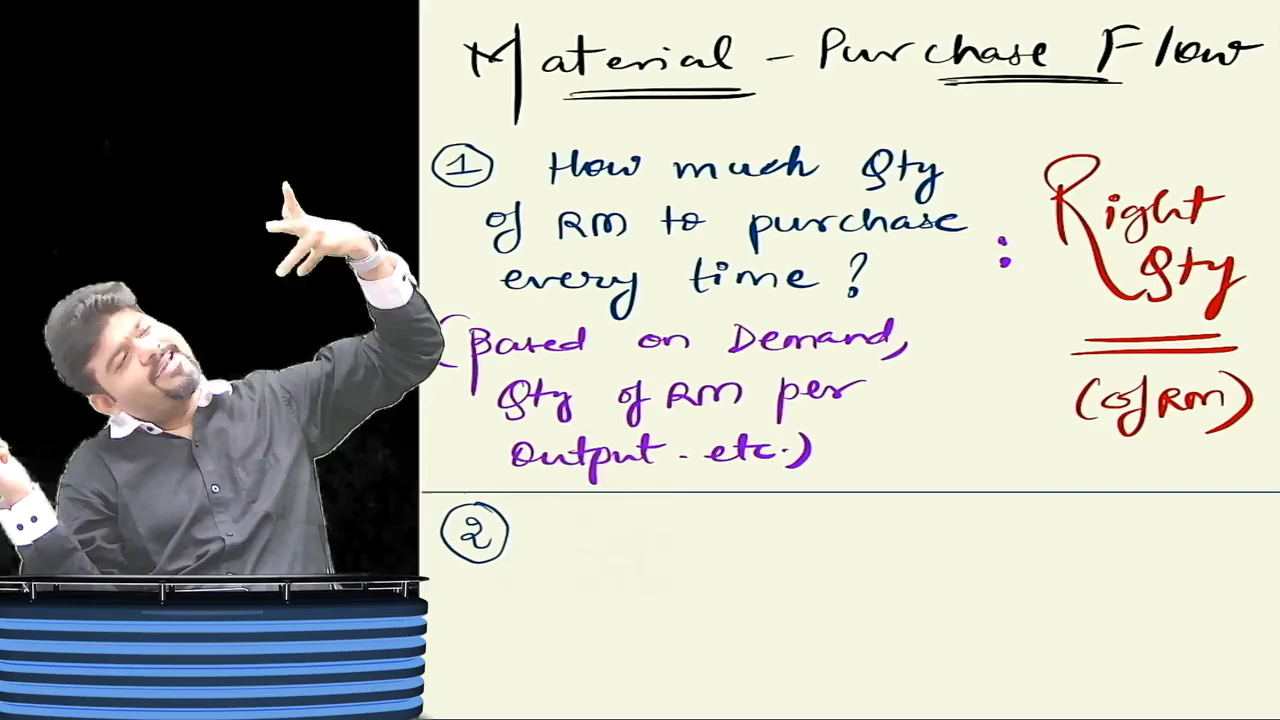 Material - Purchase Flow
① How much Qty
of RM to purchase
every time ?
(Based on Demand,
Qty of RM per
output. etc.)
: Right
Qty
(of RM)
②